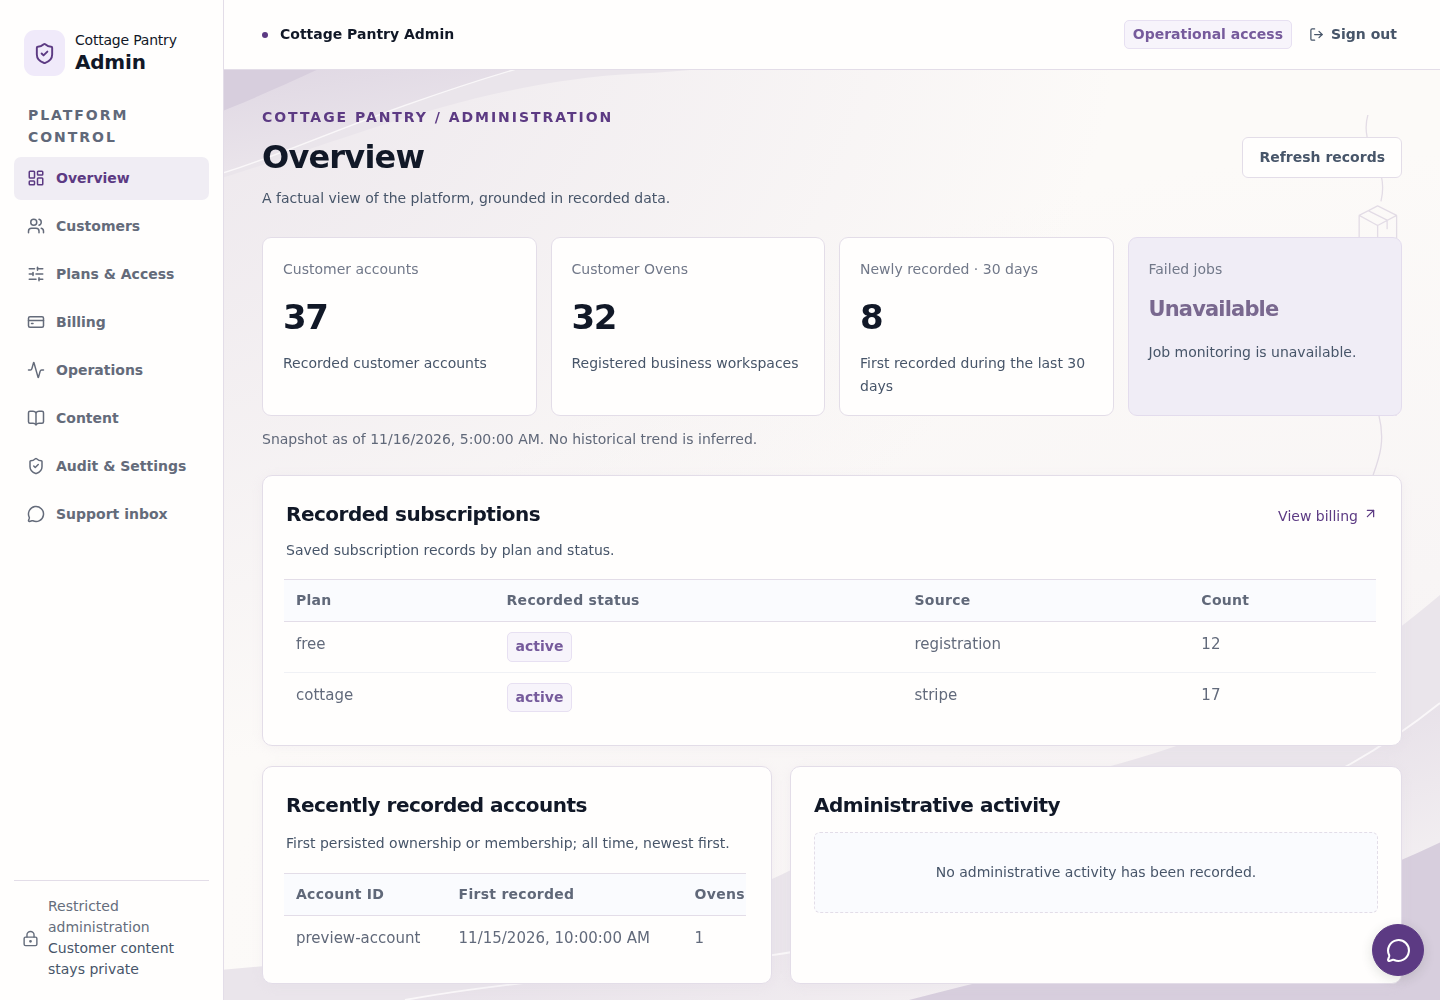 Cottage Pantry
Admin
PLATFORM
CONTROL
Overview
Customers
Plans & Access
Billing
Operations
Content
Audit & Settings
Support inbox
Restricted
administration
Customer content
stays private
Cottage Pantry Admin
Operational access
Sign out
COTTAGE PANTRY / ADMINISTRATION
Overview
A factual view of the platform, grounded in recorded data.
Refresh records
Customer accounts
37
Recorded customer accounts
Customer Ovens
32
Registered business workspaces
Newly recorded · 30 days
8
First recorded during the last 30
days
Failed jobs
Unavailable
Job monitoring is unavailable.
Snapshot as of 11/16/2026, 5:00:00 AM. No historical trend is inferred.
Recorded subscriptions
View billing
Saved subscription records by plan and status.
Plan Recorded status Source Count
free active registration 12
cottage active stripe 17
Recently recorded accounts
First persisted ownership or membership; all time, newest first.
Account ID First recorded Ovens
preview-account 11/15/2026, 10:00:00 AM 1
Administrative activity
No administrative activity has been recorded.